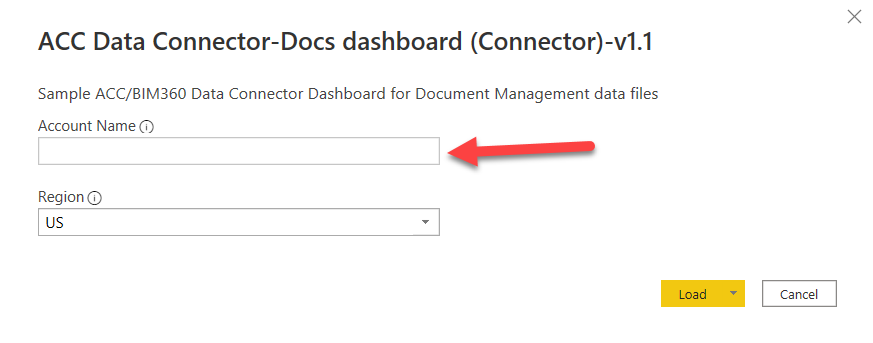 ACC Data Connector-Docs dashboard (Connector)-v1.1
Sample ACC/BIM360 Data Connector Dashboard for Document Management data files
Account Name
Region
US
Load
Cancel